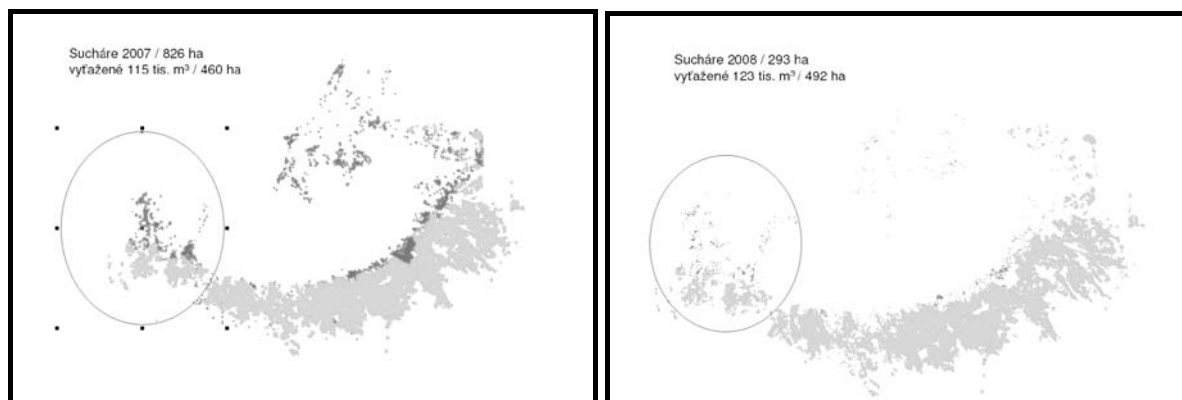 Sucháre 2007 / 826 ha
vyťažené 115 tis. m³ / 460 ha
Sucháre 2008 / 293 ha
vyťažené 123 tis. m³ / 492 ha